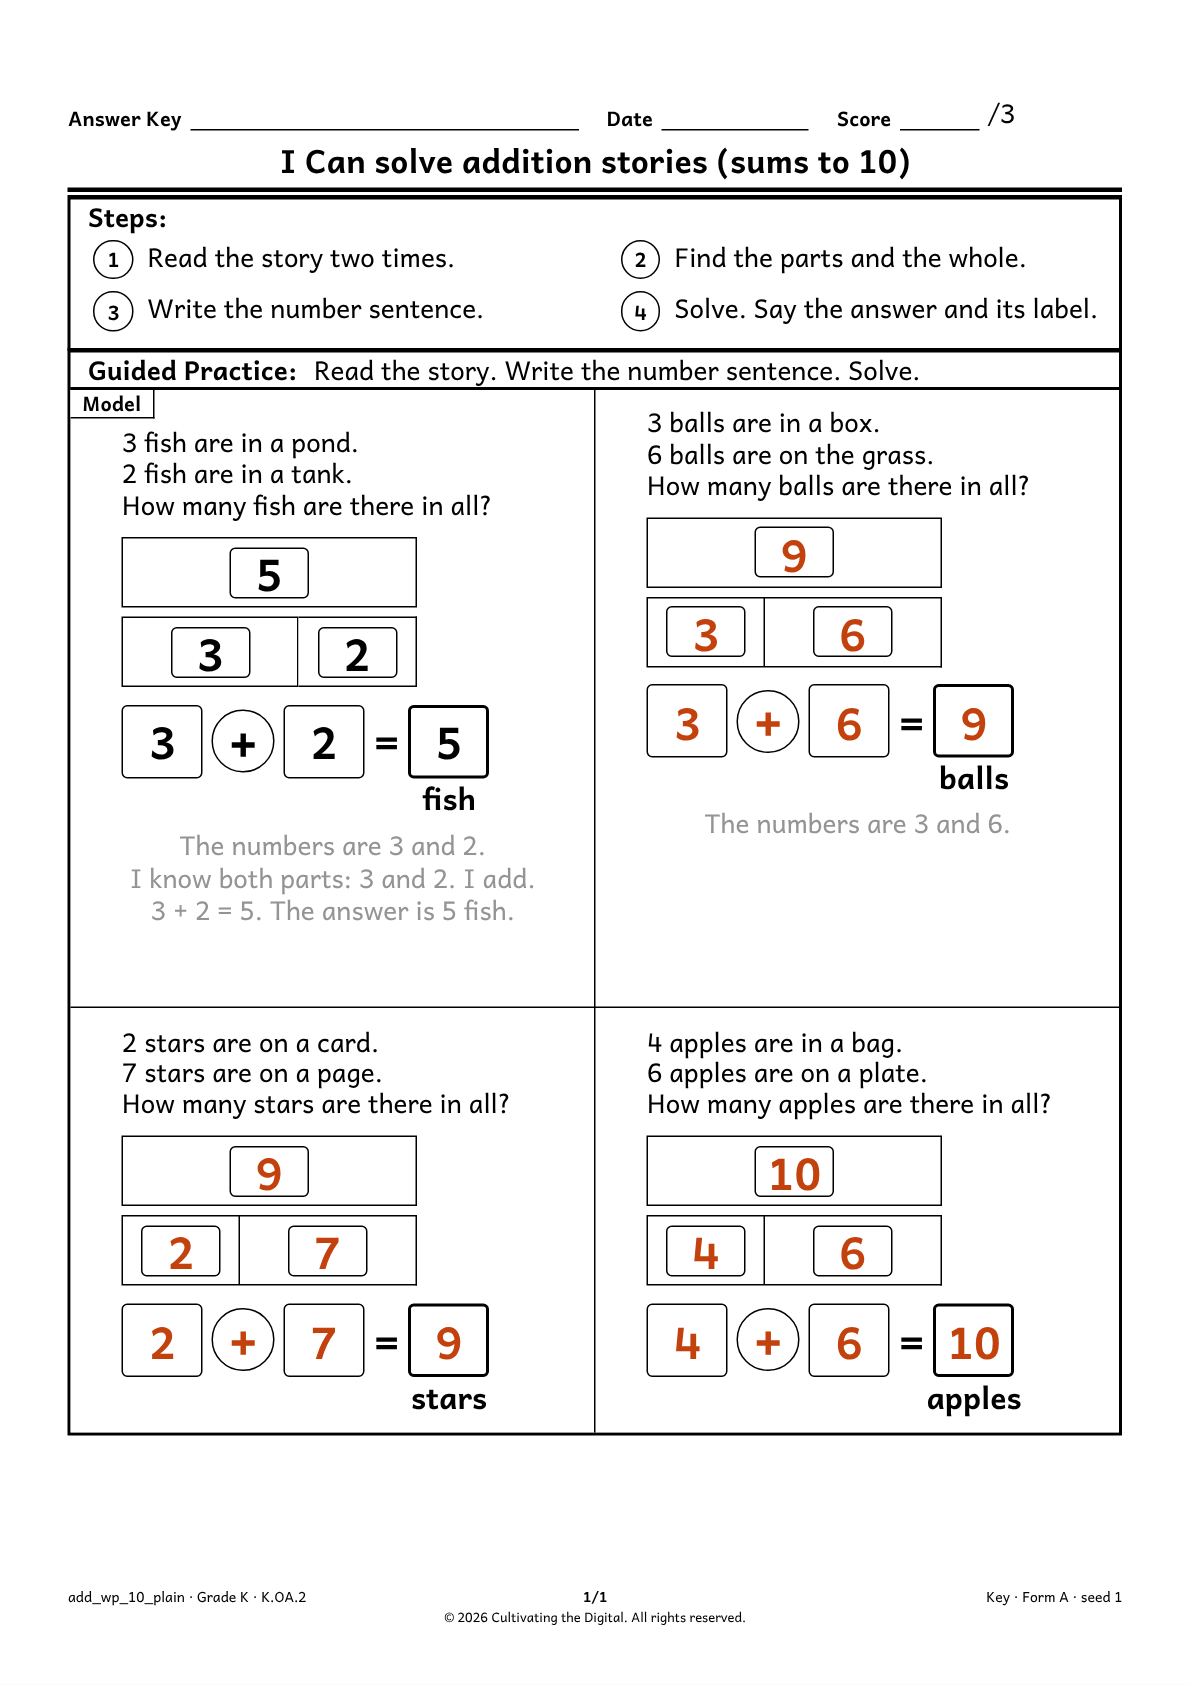 Answer Key Date Score /3
I Can solve addition stories (sums to 10)
Steps:
1 Read the story two times.
2 Find the parts and the whole.
3 Write the number sentence.
4 Solve. Say the answer and its label.
Guided Practice: Read the story. Write the number sentence. Solve.
Model
3 fish are in a pond.
2 fish are in a tank.
How many fish are there in all?
5
3 2
3 + 2 = 5
fish
The numbers are 3 and 2.
I know both parts: 3 and 2. I add.
3 + 2 = 5. The answer is 5 fish.
3 balls are in a box.
6 balls are on the grass.
How many balls are there in all?
9
3 6
3 + 6 = 9
balls
The numbers are 3 and 6.
2 stars are on a card.
7 stars are on a page.
How many stars are there in all?
9
2 7
2 + 7 = 9
stars
4 apples are in a bag.
6 apples are on a plate.
How many apples are there in all?
10
4 6
4 + 6 = 10
apples
add_wp_10_plain · Grade K · K.OA.2 1/1 Key · Form A · seed 1
© 2026 Cultivating the Digital. All rights reserved.